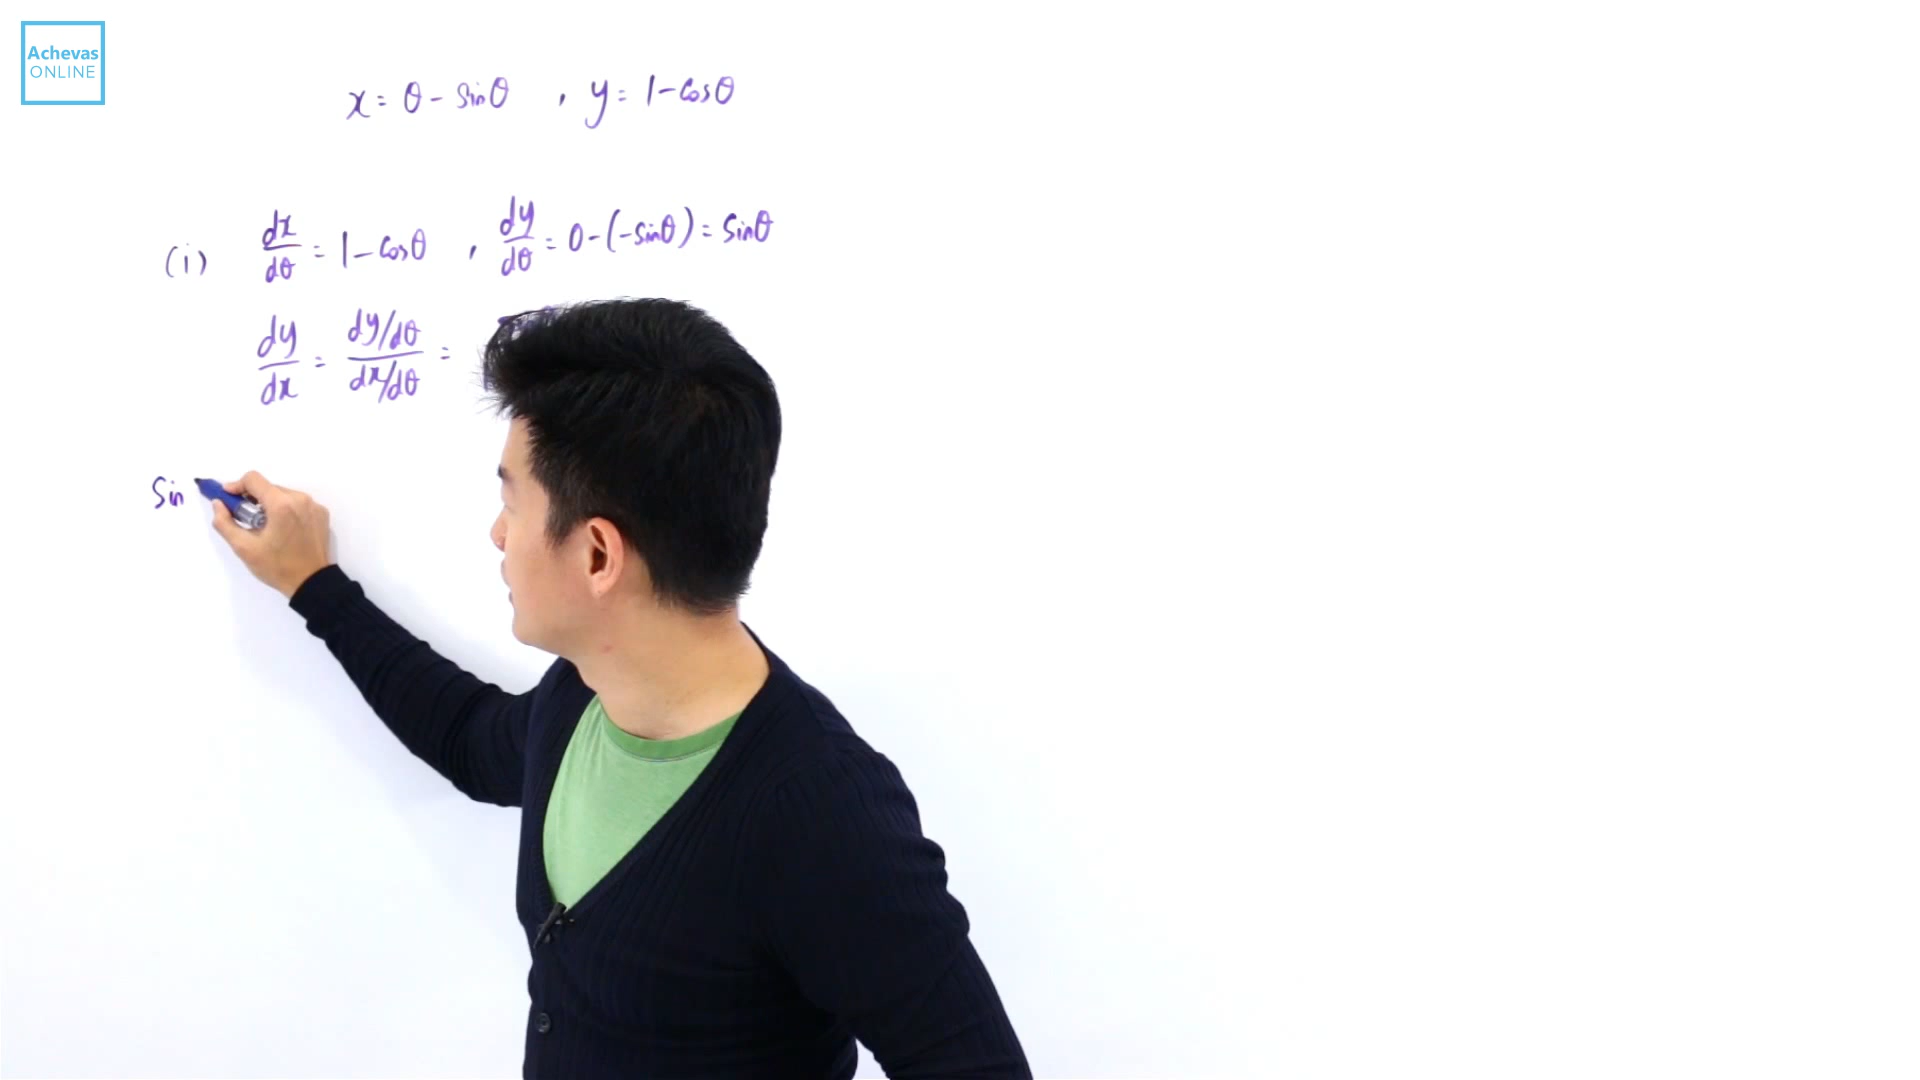 Achevas
ONLINE
x = θ - sinθ , y = 1 - cosθ
(i) dx/dθ = 1 - cosθ , dy/dθ = 0 - (-sinθ) = sinθ
dy/dx = (dy/dθ)/(dx/dθ) =
Sin